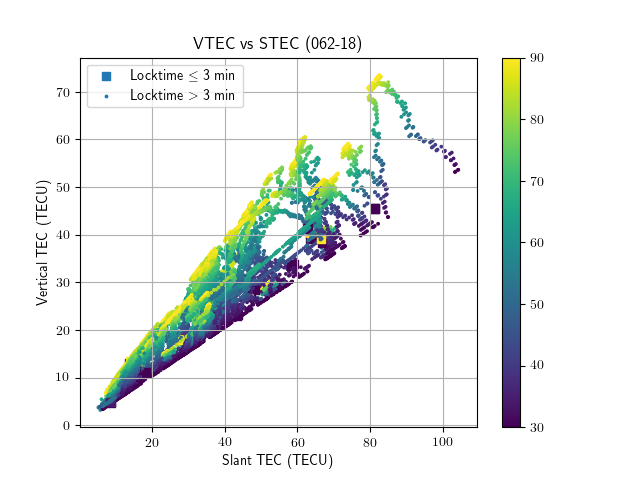 VTEC vs STEC (062-18)
Locktime ≤ 3 min
Locktime > 3 min
70
60
50
40
30
20
10
0
Vertical TEC (TECU)
20 40 60 80 100
Slant TEC (TECU)
90
80
70
60
50
40
30